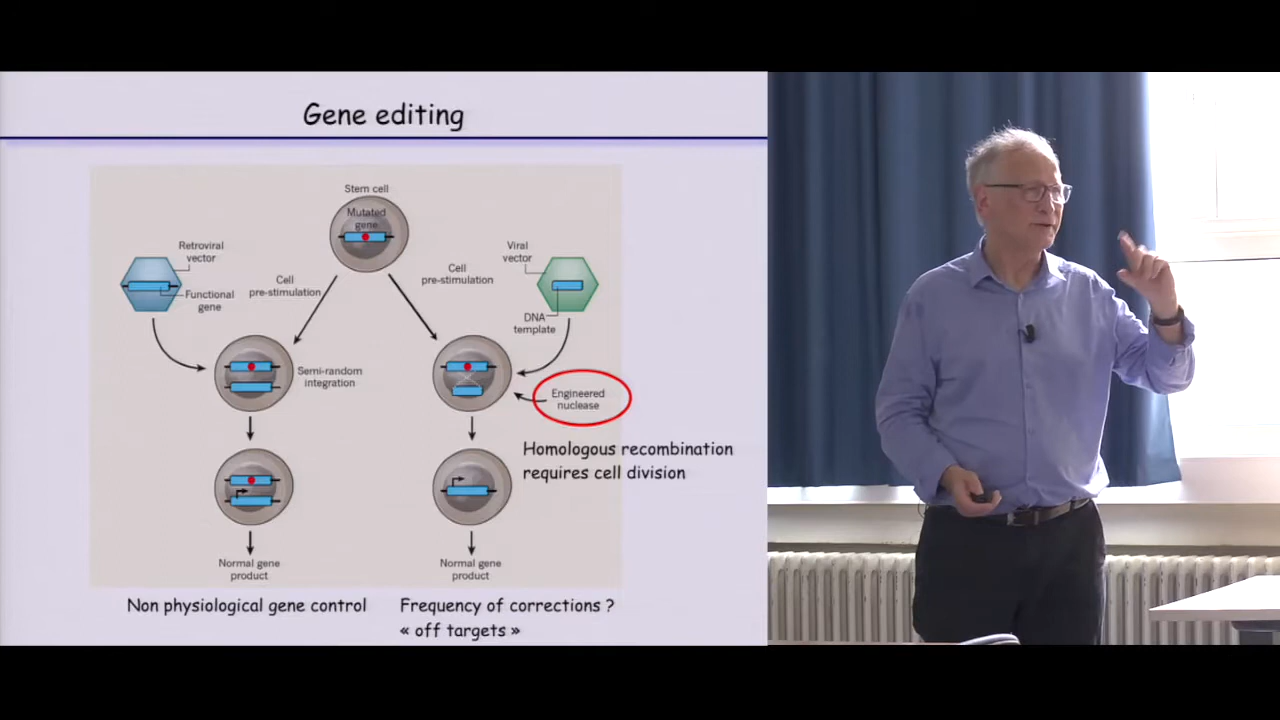 Gene editing
Stem cell
Mutated
gene
Retroviral
vector
Functional
gene
Cell
pre-stimulation
Cell
pre-stimulation
Viral
vector
DNA
template
Semi-random
integration
Engineered
nuclease
Homologous recombination
requires cell division
Normal gene
product
Normal gene
product
Non physiological gene control
Frequency of corrections ?
« off targets »